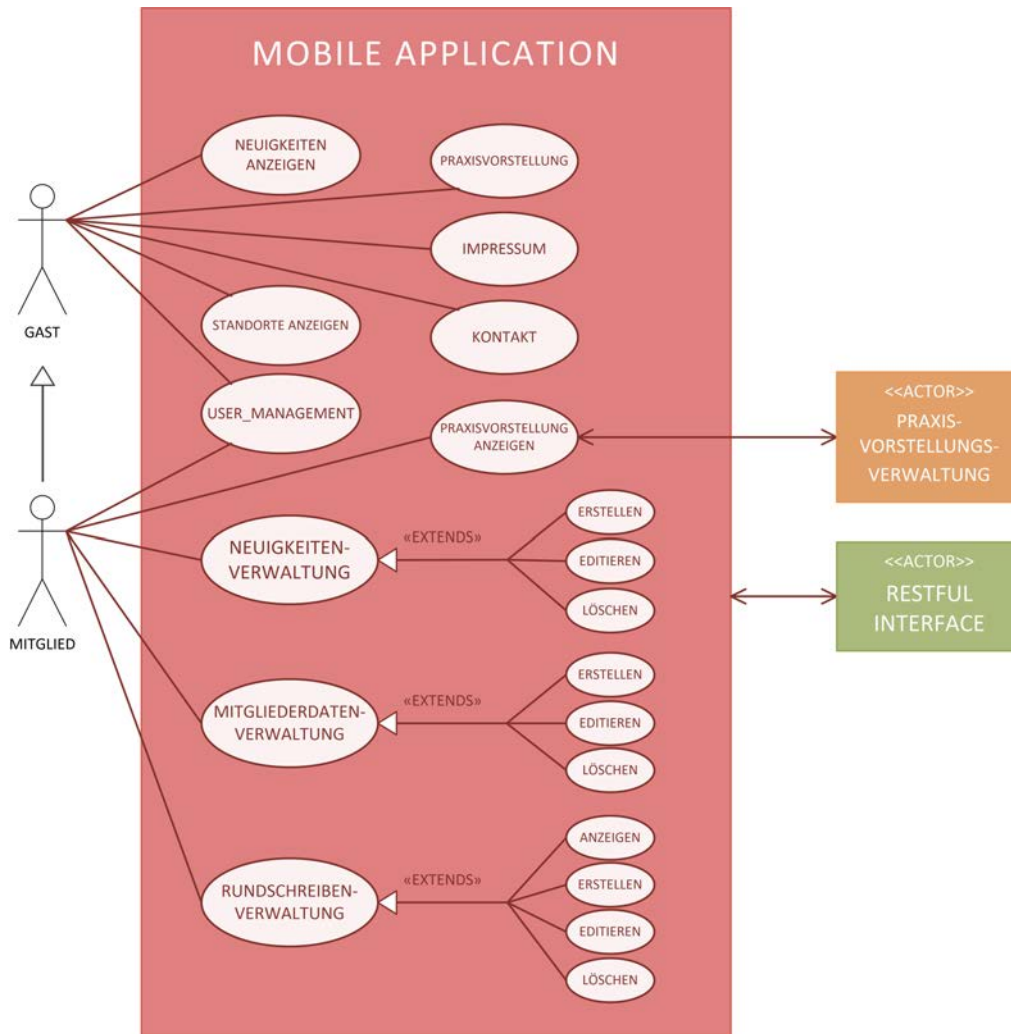 MOBILE APPLICATION
NEUIGKEITEN
ANZEIGEN
PRAXISVORSTELLUNG
IMPRESSUM
GAST
STANDORTE ANZEIGEN
KONTAKT
USER_MANAGEMENT
PRAXISVORSTELLUNG
ANZEIGEN
<<ACTOR>>
PRAXIS-
VORSTELLUNGS-
VERWALTUNG
MITGLIED
NEUIGKEITEN-
VERWALTUNG
«EXTENDS»
ERSTELLEN
EDITIEREN
LÖSCHEN
<<ACTOR>>
RESTFUL
INTERFACE
MITGLIEDERDATEN-
VERWALTUNG
«EXTENDS»
ERSTELLEN
EDITIEREN
LÖSCHEN
RUNDSCHREIBEN-
VERWALTUNG
«EXTENDS»
ANZEIGEN
ERSTELLEN
EDITIEREN
LÖSCHEN